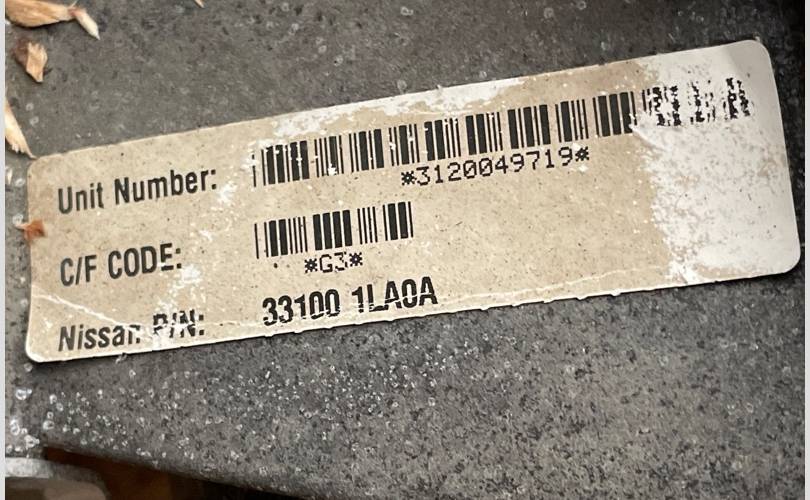 Unit Number:
*3120049719*
C/F CODE:
*G3*
Nissan P/N: 33100 1LA0A